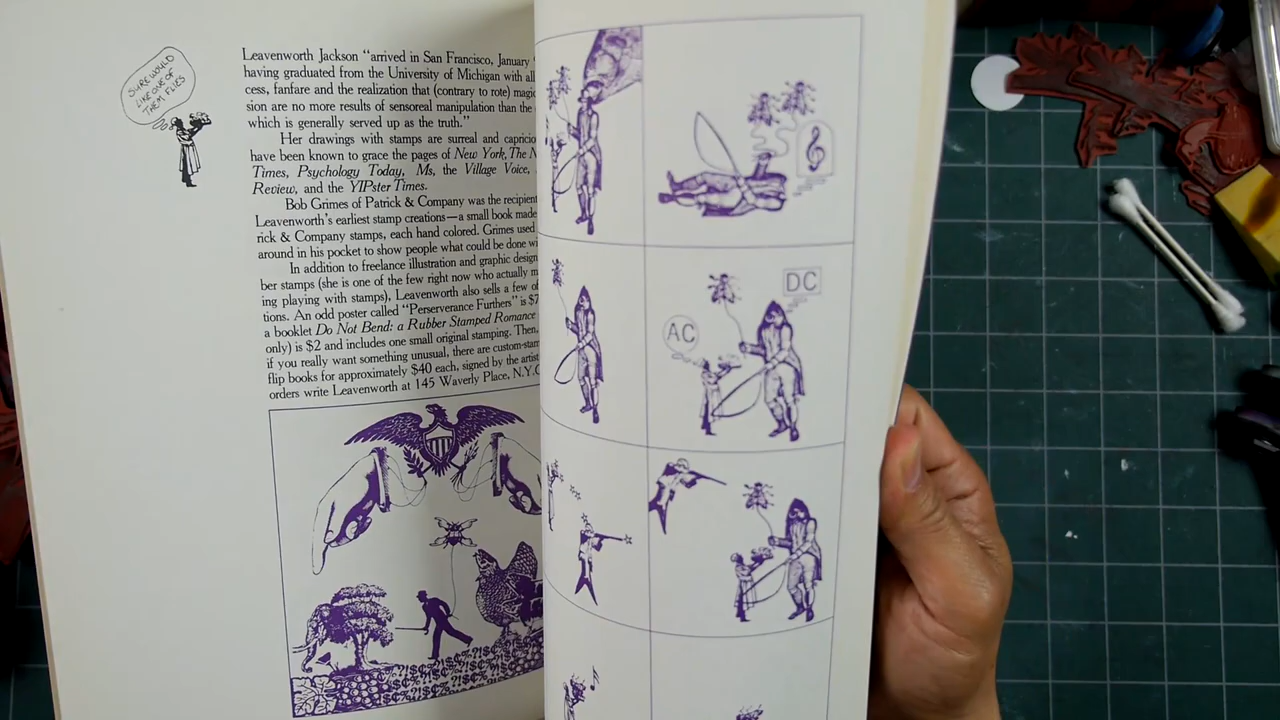 SURE WOULD
LIKE ONE OF
THEM FLIES
Leavenworth Jackson "arrived in San Francisco, January
having graduated from the University of Michigan with all
cess, fanfare and the realization that (contrary to rote) magic
sion are no more results of sensoreal manipulation than the
which is generally served up as the truth."
Her drawings with stamps are surreal and capricio
have been known to grace the pages of New York, The N
Times, Psychology Today, Ms, the Village Voice,
Review, and the YIPster Times.
Bob Grimes of Patrick & Company was the recipient
Leavenworth's earliest stamp creations—a small book made
rick & Company stamps, each hand colored. Grimes used
around in his pocket to show people what could be done wi
In addition to freelance illustration and graphic design
ber stamps (she is one of the few right now who actually m
ing playing with stamps), Leavenworth also sells a few of
tions. An odd poster called "Perserverance Furthers" is $7
a booklet Do Not Bend: a Rubber Stamped Romance
only) is $2 and includes one small original stamping. Then,
if you really want something unusual, there are custom-stam
flip books for approximately $40 each, signed by the artist
orders write Leavenworth at 145 Waverly Place, N.Y.C
DC
AC